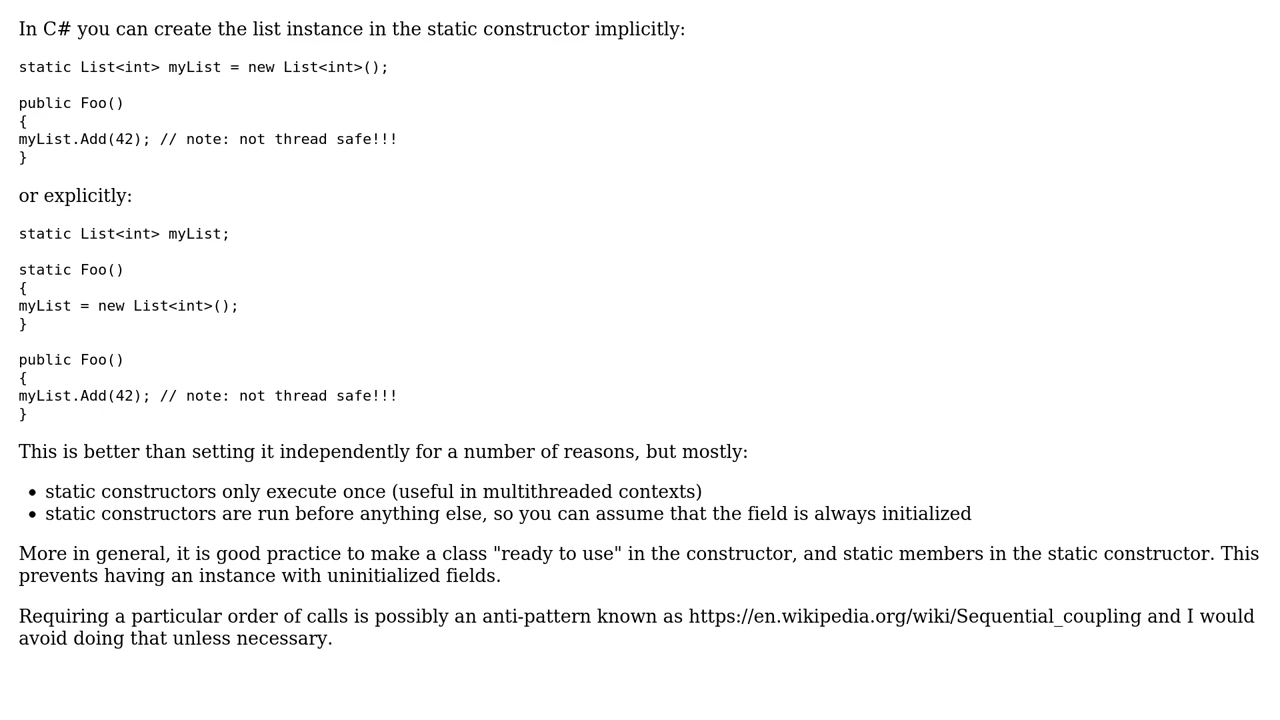 In C# you can create the list instance in the static constructor implicitly:
static List<int> myList = new List<int>();
public Foo()
{
myList.Add(42); // note: not thread safe!!!
}
or explicitly:
static List<int> myList;
static Foo()
{
myList = new List<int>();
}
public Foo()
{
myList.Add(42); // note: not thread safe!!!
}
This is better than setting it independently for a number of reasons, but mostly:
• static constructors only execute once (useful in multithreaded contexts)
• static constructors are run before anything else, so you can assume that the field is always initialized
More in general, it is good practice to make a class "ready to use" in the constructor, and static members in the static constructor. This
prevents having an instance with uninitialized fields.
Requiring a particular order of calls is possibly an anti-pattern known as https://en.wikipedia.org/wiki/Sequential_coupling and I would
avoid doing that unless necessary.